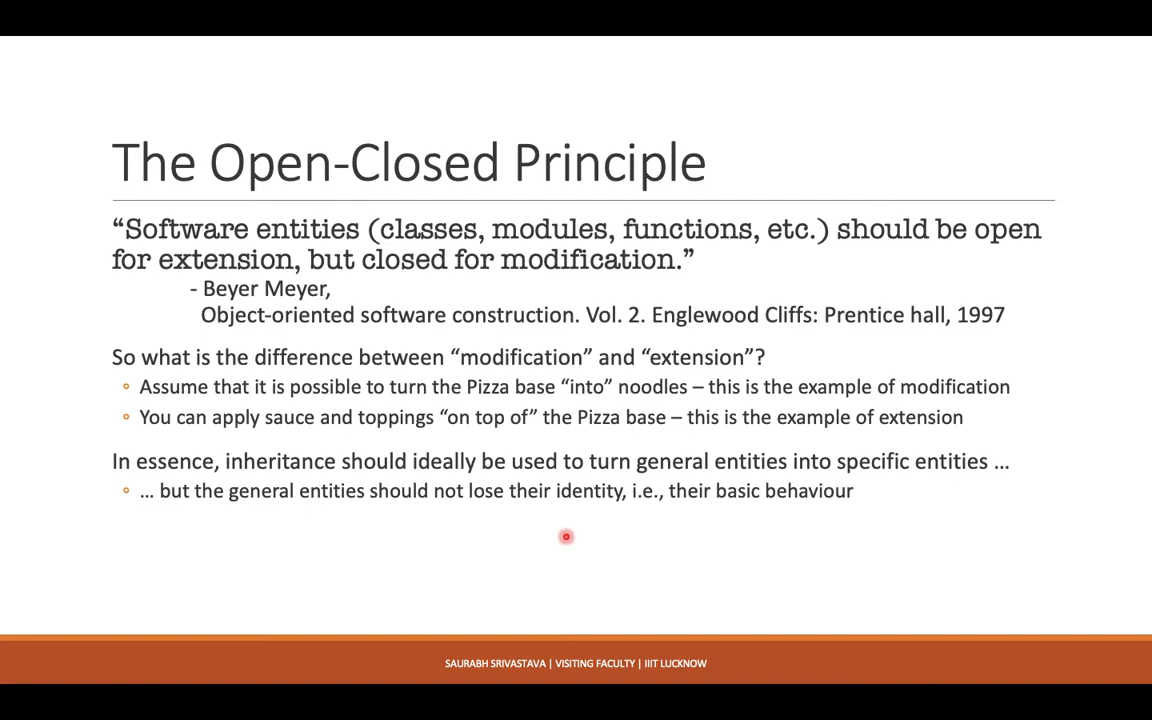 The Open-Closed Principle
“Software entities (classes, modules, functions, etc.) should be open
for extension, but closed for modification.”
- Beyer Meyer,
Object-oriented software construction. Vol. 2. Englewood Cliffs: Prentice hall, 1997
So what is the difference between “modification” and “extension”?
◦ Assume that it is possible to turn the Pizza base “into” noodles – this is the example of modification
◦ You can apply sauce and toppings “on top of” the Pizza base – this is the example of extension
In essence, inheritance should ideally be used to turn general entities into specific entities …
◦ … but the general entities should not lose their identity, i.e., their basic behaviour
SAURABH SRIVASTAVA | VISITING FACULTY | IIIT LUCKNOW